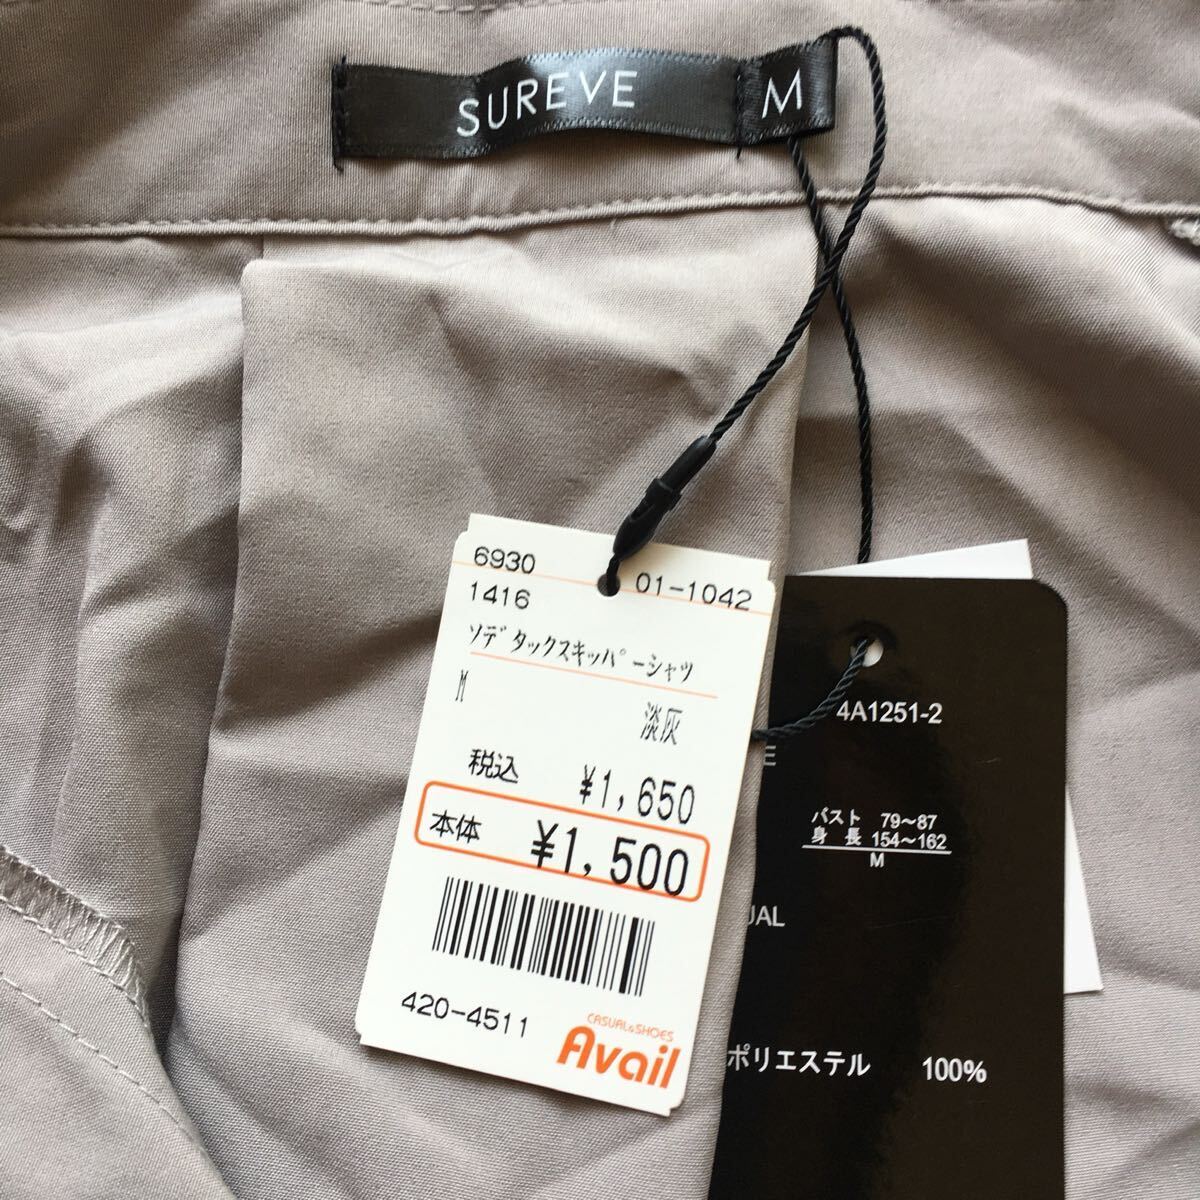 SUREVE
M
6930
01-1042
1416
ソデタックスキッパーシャツ
M
淡灰
税込 ¥1,650
本体 ¥1,500
420-4511
CASUAL&SHOES
Avail
4A1251-2
E
バスト 79〜87
身長 154〜162
M
UAL
ポリエステル 100%